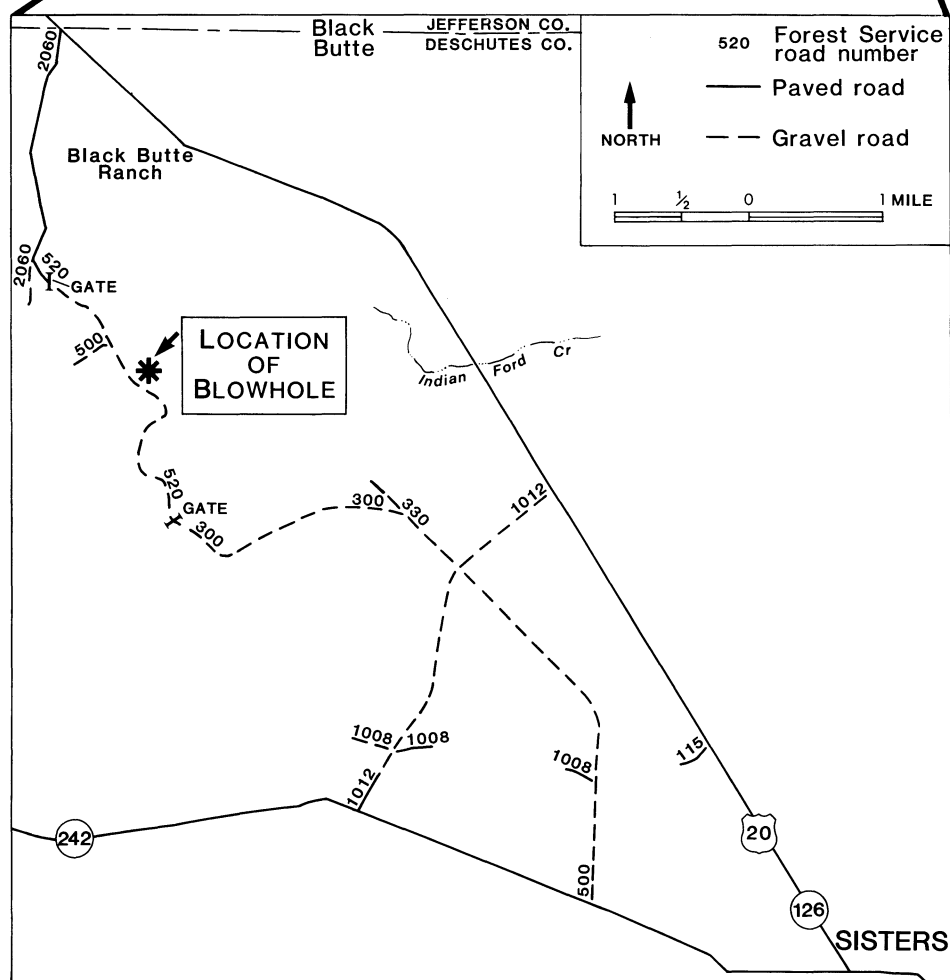 2060
Black
Butte
JEFFERSON CO.
DESCHUTES CO.
520 Forest Service
road number
Paved road
NORTH
Gravel road
1 ½ 0 1 MILE
Black Butte
Ranch
2060
520
GATE
500
LOCATION
OF
BLOWHOLE
Indian Ford Cr
520
GATE
300
300
330
1012
1008
1008
1012
1008
115
242
20
500
126
SISTERS